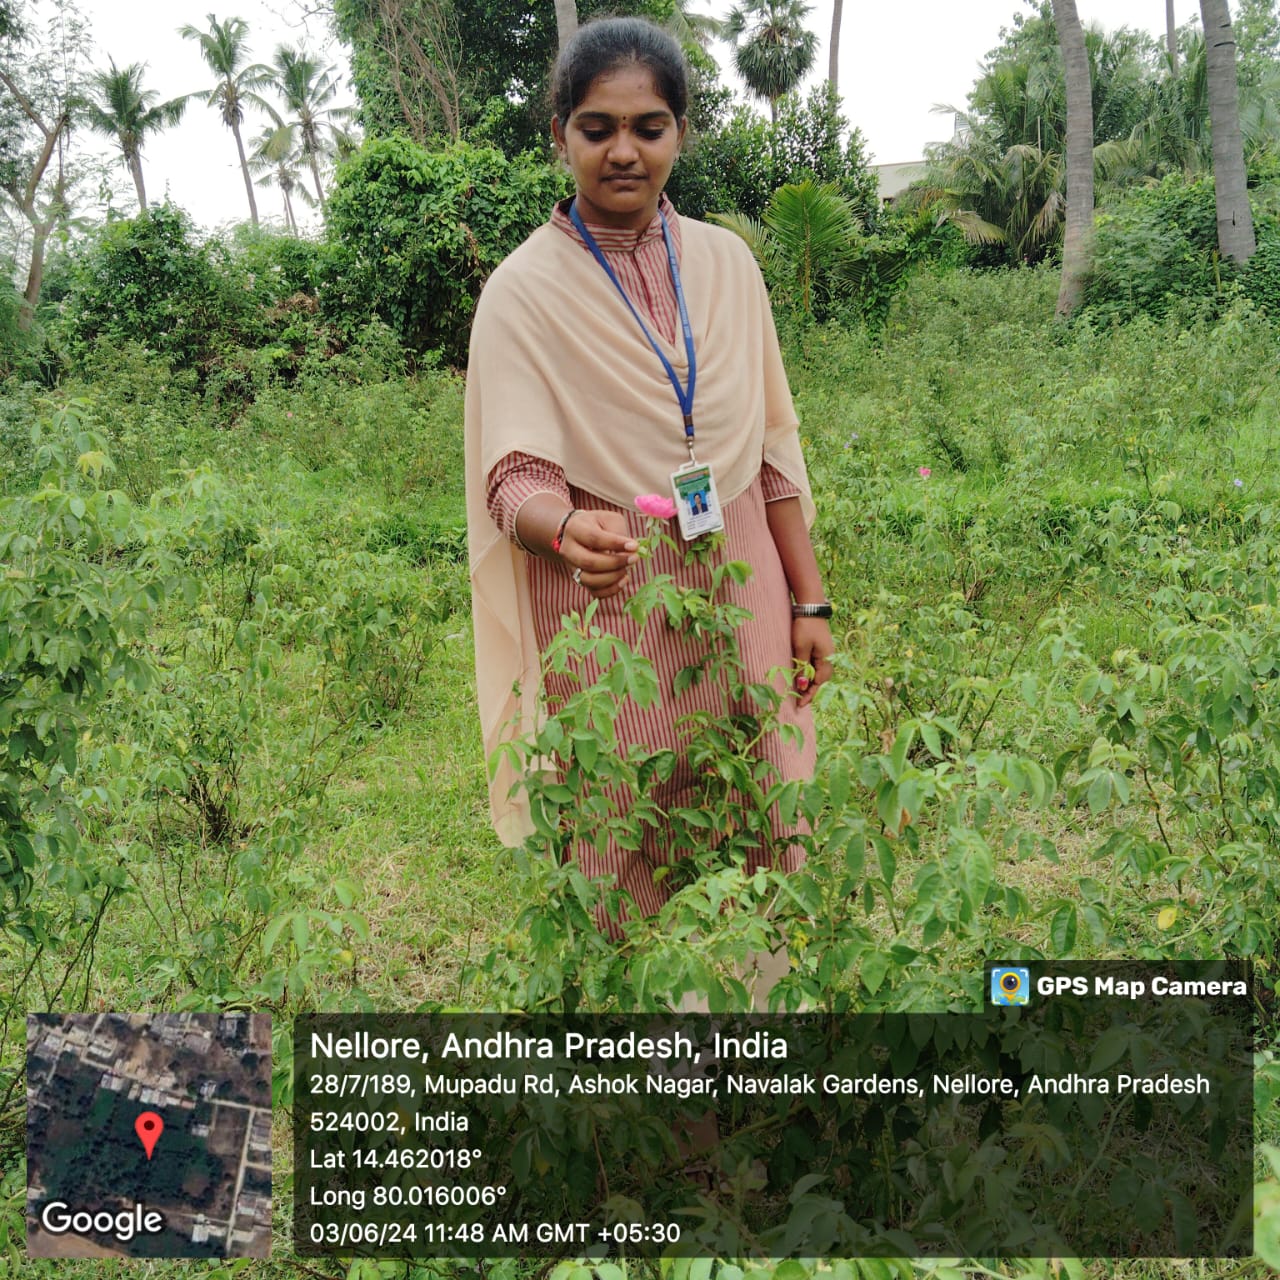 GPS Map Camera
Nellore, Andhra Pradesh, India
28/7/189, Mupadu Rd, Ashok Nagar, Navalak Gardens, Nellore, Andhra Pradesh
524002, India
Lat 14.462018°
Long 80.016006°
03/06/24 11:48 AM GMT +05:30
Google